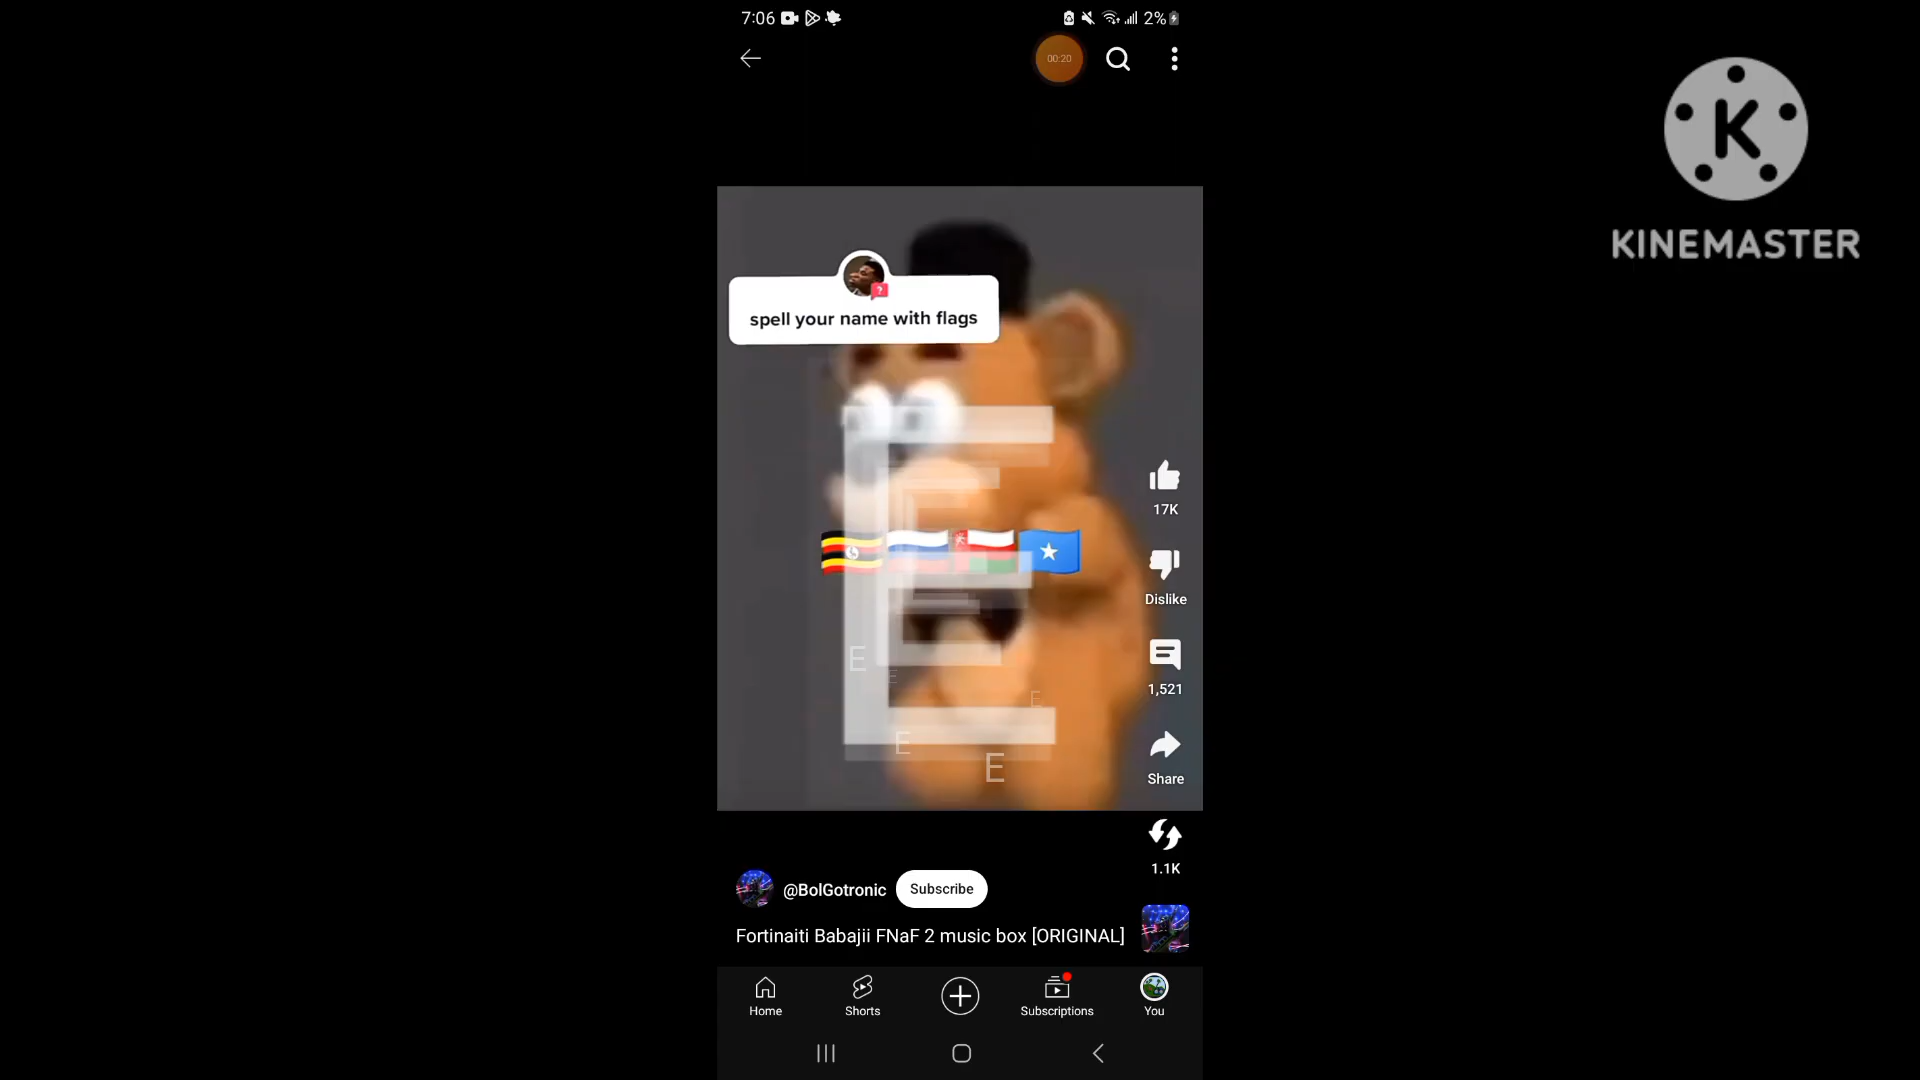 7:06
2%
00:20
K
KINEMASTER
spell your name with flags
17K
Dislike
E
E
E
1,521
E
E
E
Share
1.1K
@BolGotronic
Subscribe
Fortinaiti Babajii FNaF 2 music box [ORIGINAL]
Home
Shorts
Subscriptions
You